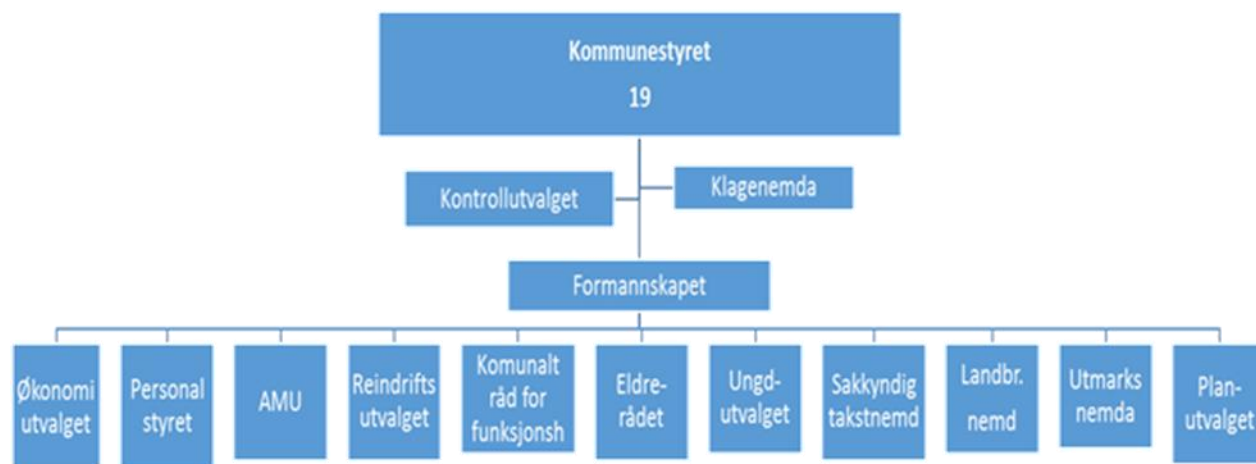 Kommunestyret
19
Kontrollutvalget
Klagenemda
Formannskapet
Økonomi
utvalget
Personal
styret
AMU
Reindrifts
utvalget
Komunalt
råd for
funksjonsh
Eldre-
rådet
Ungd-
utvalget
Sakkyndig
takstnemd
Landbr.
nemd
Utmarks
nemda
Plan-
utvalget